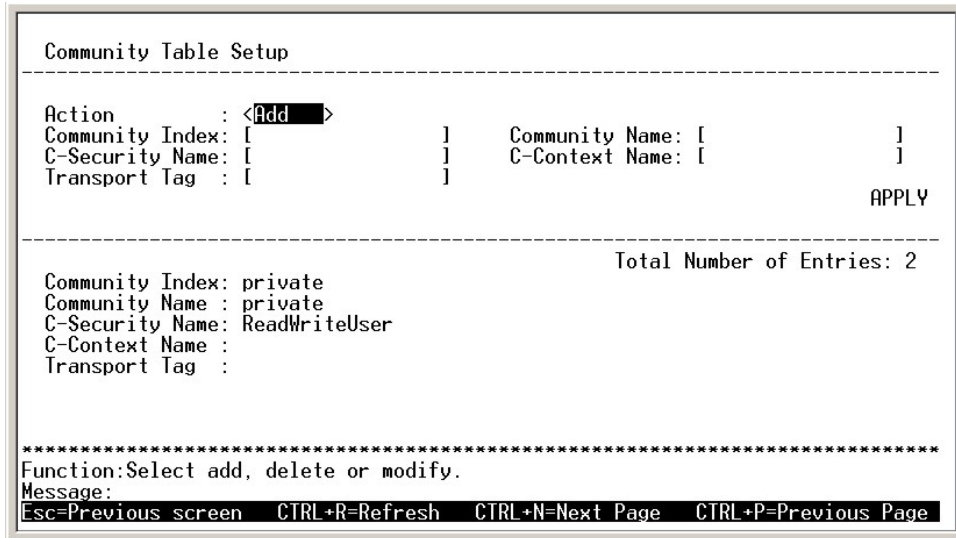 Community Table Setup
Action : <Add >
Community Index: [ ] Community Name: [ ]
C-Security Name: [ ] C-Context Name: [ ]
Transport Tag : [ ]
APPLY
Total Number of Entries: 2
Community Index: private
Community Name : private
C-Security Name: ReadWriteUser
C-Context Name :
Transport Tag :
********************************************************************************
Function:Select add, delete or modify.
Message:
Esc=Previous screen CTRL+R=Refresh CTRL+N=Next Page CTRL+P=Previous Page